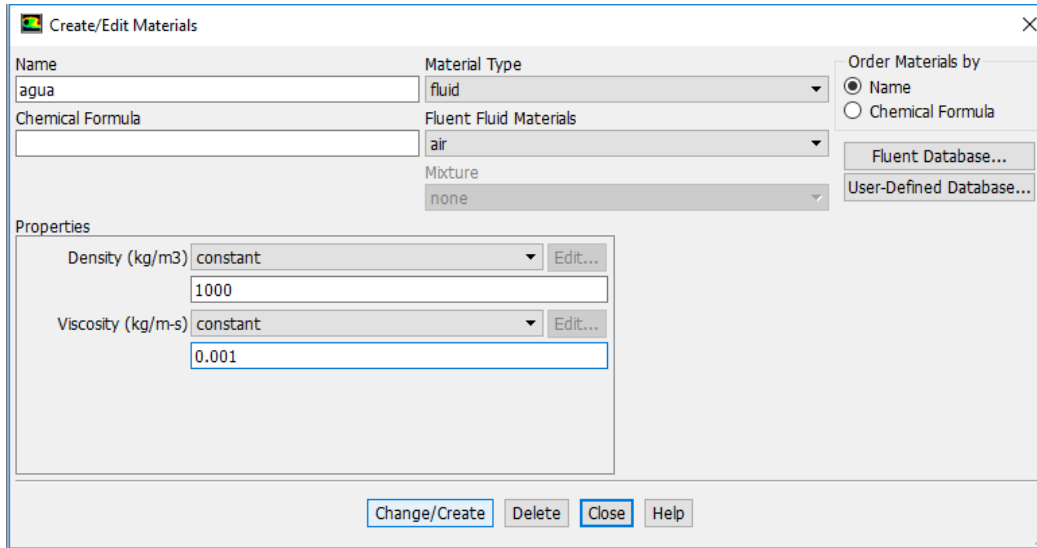 Create/Edit Materials
Name
Material Type
Order Materials by
agua
fluid
Name
Chemical Formula
Fluent Fluid Materials
Chemical Formula
air
Fluent Database...
Mixture
User-Defined Database...
none
Properties
Density (kg/m3) constant Edit...
1000
Viscosity (kg/m-s) constant Edit...
0.001
Change/Create Delete Close Help